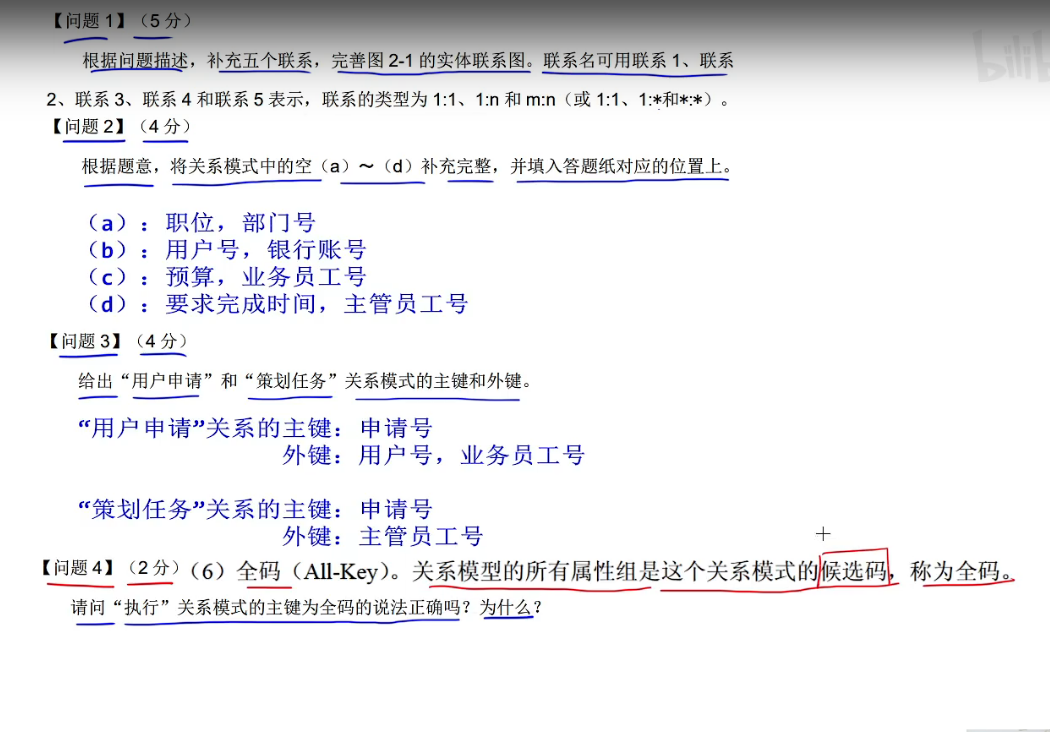 【问题 1】（5 分）
根据问题描述，补充五个联系，完善图 2-1 的实体联系图。联系名可用联系 1、联系
2、联系 3、联系 4 和联系 5 表示，联系的类型为 1:1、1:n 和 m:n（或 1:1、1:*和*:*）。
【问题 2】（4 分）
根据题意，将关系模式中的空（a）～（d）补充完整，并填入答题纸对应的位置上。
（a）：职位，部门号
（b）：用户号，银行账号
（c）：预算，业务员工号
（d）：要求完成时间，主管员工号
【问题 3】（4 分）
给出“用户申请”和“策划任务”关系模式的主键和外键。
“用户申请”关系的主键：申请号
外键：用户号，业务员工号
“策划任务”关系的主键：申请号
外键：主管员工号
【问题 4】（2 分）（6）全码（All-Key）。关系模型的所有属性组是这个关系模式的候选码，称为全码。
请问“执行”关系模式的主键为全码的说法正确吗？为什么？
bilib